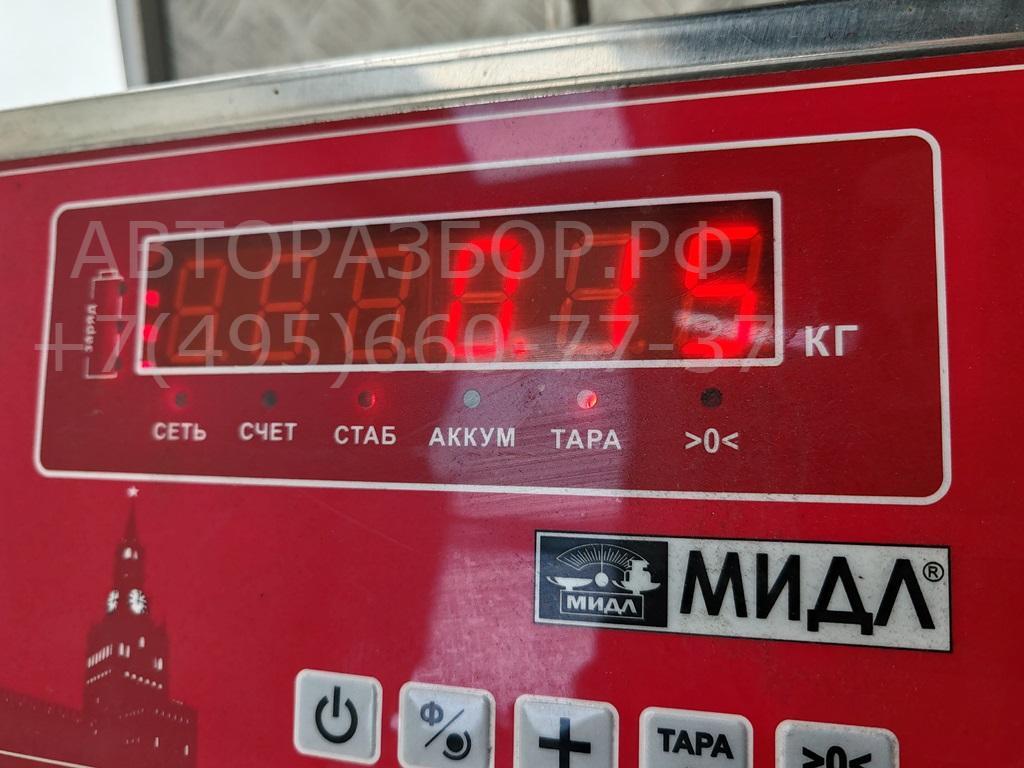 АВТОРАЗБОР.РФ
0.15
+7(495)660-77-37
заряд
КГ
СЕТЬ СЧЕТ СТАБ АККУМ ТАРА >0<
МИДЛ МИДЛ®
Ф ТАРА >0<